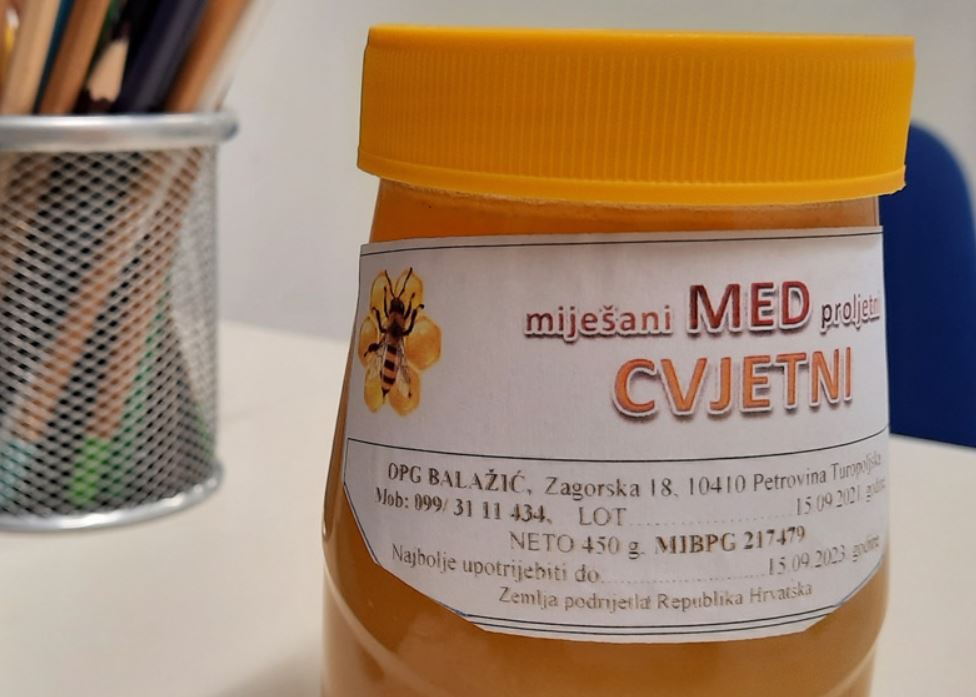 miješani MED proljetni
CVJETNI
OPG BALAŽIĆ, Zagorska 18, 10410 Petrovina Turopoljska
Mob: 099/ 31 11 434, LOT.......................15.09.2021. godine
NETO 450 g. MIBPG 217479
Najbolje upotrijebiti do.......................15.09.2023. godine
Zemlja podrijetla: Republika Hrvatska